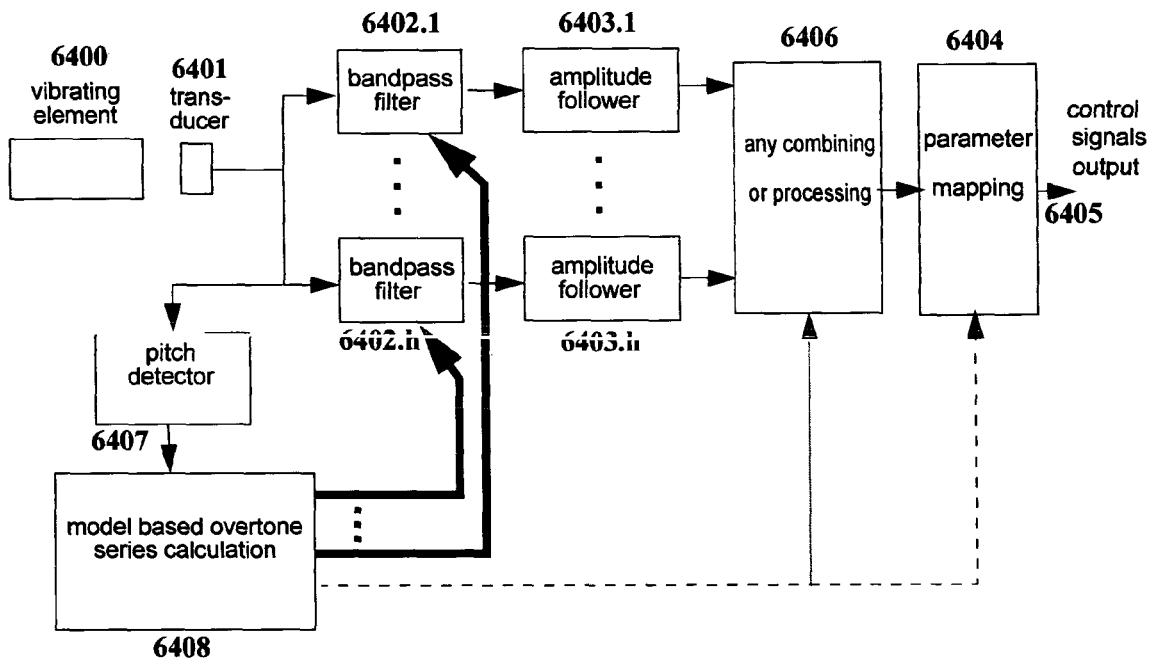 6400
vibrating
element
6401
trans-
ducer
6402.1
bandpass
filter
6403.1
amplitude
follower
6406
any combining
or processing
6404
parameter
mapping
control
signals
output
6405
bandpass
filter
6402.h
amplitude
follower
6403.h
pitch
detector
6407
model based overtone
series calculation
6408